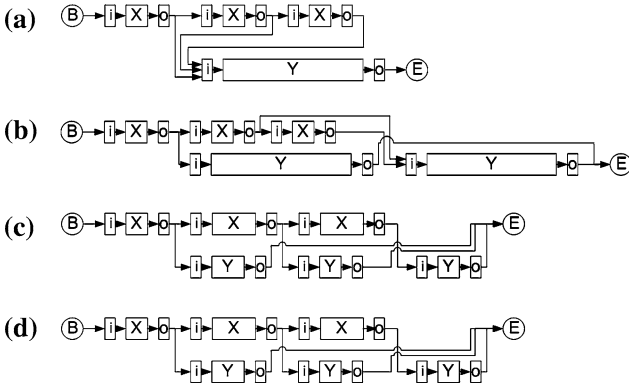 (a) B i X o i X o i X o
i Y o E
(b) B i X o i X o i X o
i Y o i Y o E
(c) B i X o i X o i X o E
i Y o i Y o i Y o
(d) B i X o i X o i X o E
i Y o i Y o i Y o